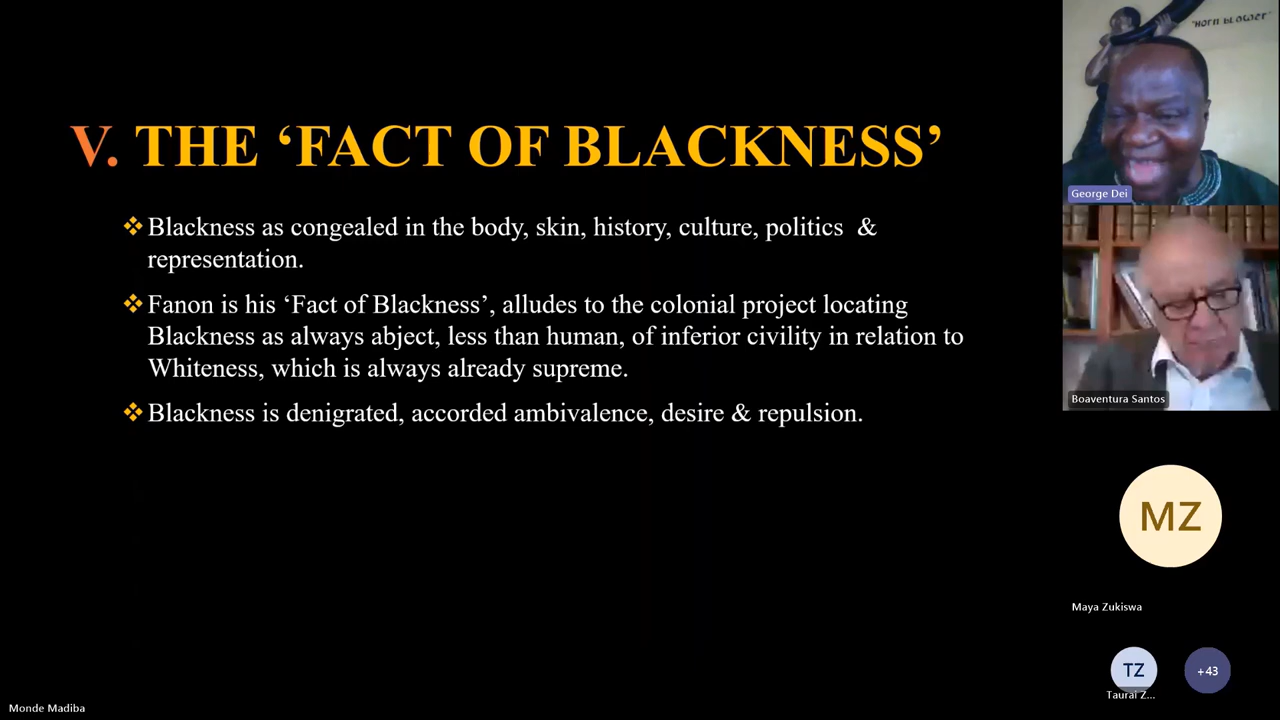 V. THE ‘FACT OF BLACKNESS’
❖ Blackness as congealed in the body, skin, history, culture, politics &
representation.
❖ Fanon is his ‘Fact of Blackness’, alludes to the colonial project locating
Blackness as always abject, less than human, of inferior civility in relation to
Whiteness, which is always already supreme.
❖ Blackness is denigrated, accorded ambivalence, desire & repulsion.
"HORN BLOWER"
George Dei
Boaventura Santos
MZ
Maya Zukiswa
TZ
+43
Taurai Z...
Monde Madiba